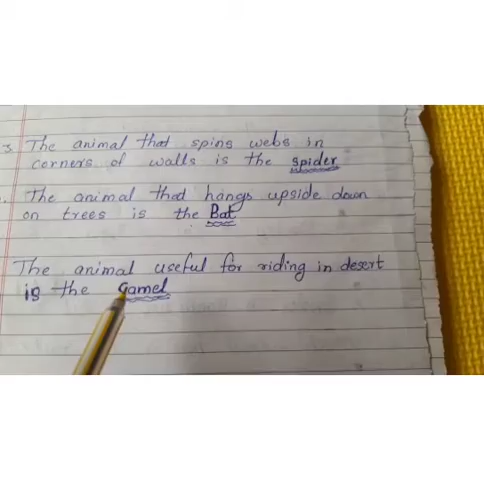 3. The animal that spins webs in
corners of walls is the spider
. The animal that hangs upside down
on trees is the Bat.
The animal useful for riding in desert
is the Camel